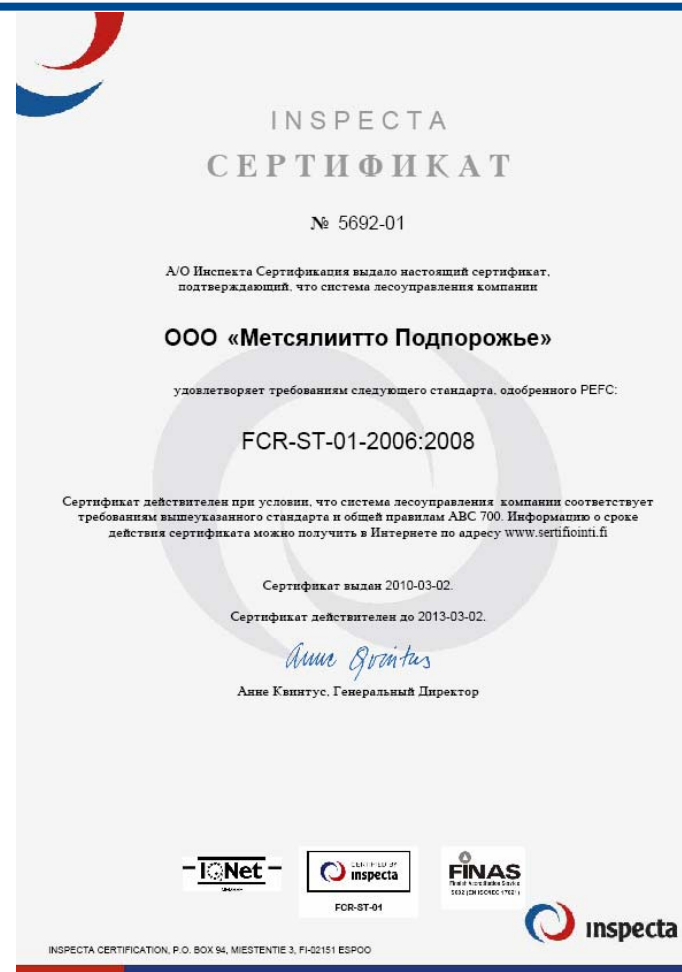 INSPECTA
СЕРТИФИКАТ
№ 5692-01
А/О Инспекта Сертификация выдало настоящий сертификат,
подтверждающий, что система лесоуправления компании
ООО «Метсялиитто Подпорожье»
удовлетворяет требованиям следующего стандарта, одобренного PEFC:
FCR-ST-01-2006:2008
Сертификат действителен при условии, что система лесоуправления компании соответствует
требованиям вышеуказанного стандарта и общей правилам ABC 700. Информацию о сроке
действия сертификата можно получить в Интернете по адресу www.sertifiointi.fi
Сертификат выдан 2010-03-02.
Сертификат действителен до 2013-03-02.
Anne Qvintus
Анне Квинтус, Генеральный Директор
IQNet
CERTIFIED BY
inspecta
FCR-ST-01
FINAS
Finnish Accreditation Service
inspecta
INSPECTA CERTIFICATION, P.O. BOX 94, MIESTENTIE 3, FI-02151 ESPOO